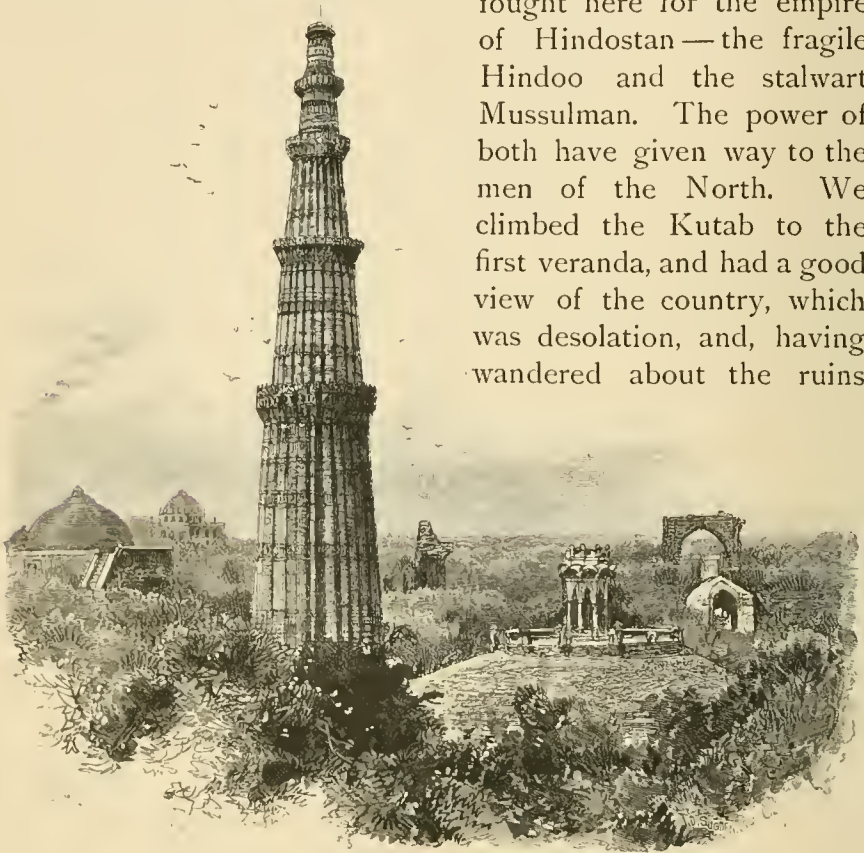 fought here for the empire
of Hindostan — the fragile
Hindoo and the stalwart
Mussulman. The power of
both have given way to the
men of the North. We
climbed the Kutab to the
first veranda, and had a good
view of the country, which
was desolation, and, having
wandered about the ruins